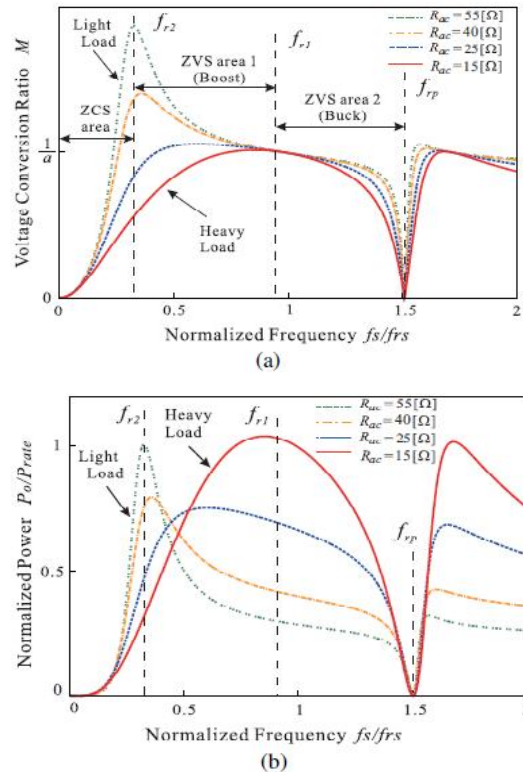 Light
Load
f_r2
ZVS area 1
(Boost)
f_r1
ZVS area 2
(Buck)
f_rp
R_ac=55[Ω]
R_ac=40[Ω]
R_ac=25[Ω]
R_ac=15[Ω]
ZCS
area
Heavy
Load
Voltage Conversion Ratio M
1
a
0
0
0.5
1
1.5
2
Normalized Frequency fs/frs
(a)
f_r2
Heavy
Load
f_r1
R_ac=55[Ω]
R_ac=40[Ω]
R_ac-25[Ω]
R_ac=15[Ω]
Light
Load
f_rp
Normalized Power Po/Prate
1
0.5
0
0
0.5
1
1.5
Normalized Frequency fs/frs
(b)